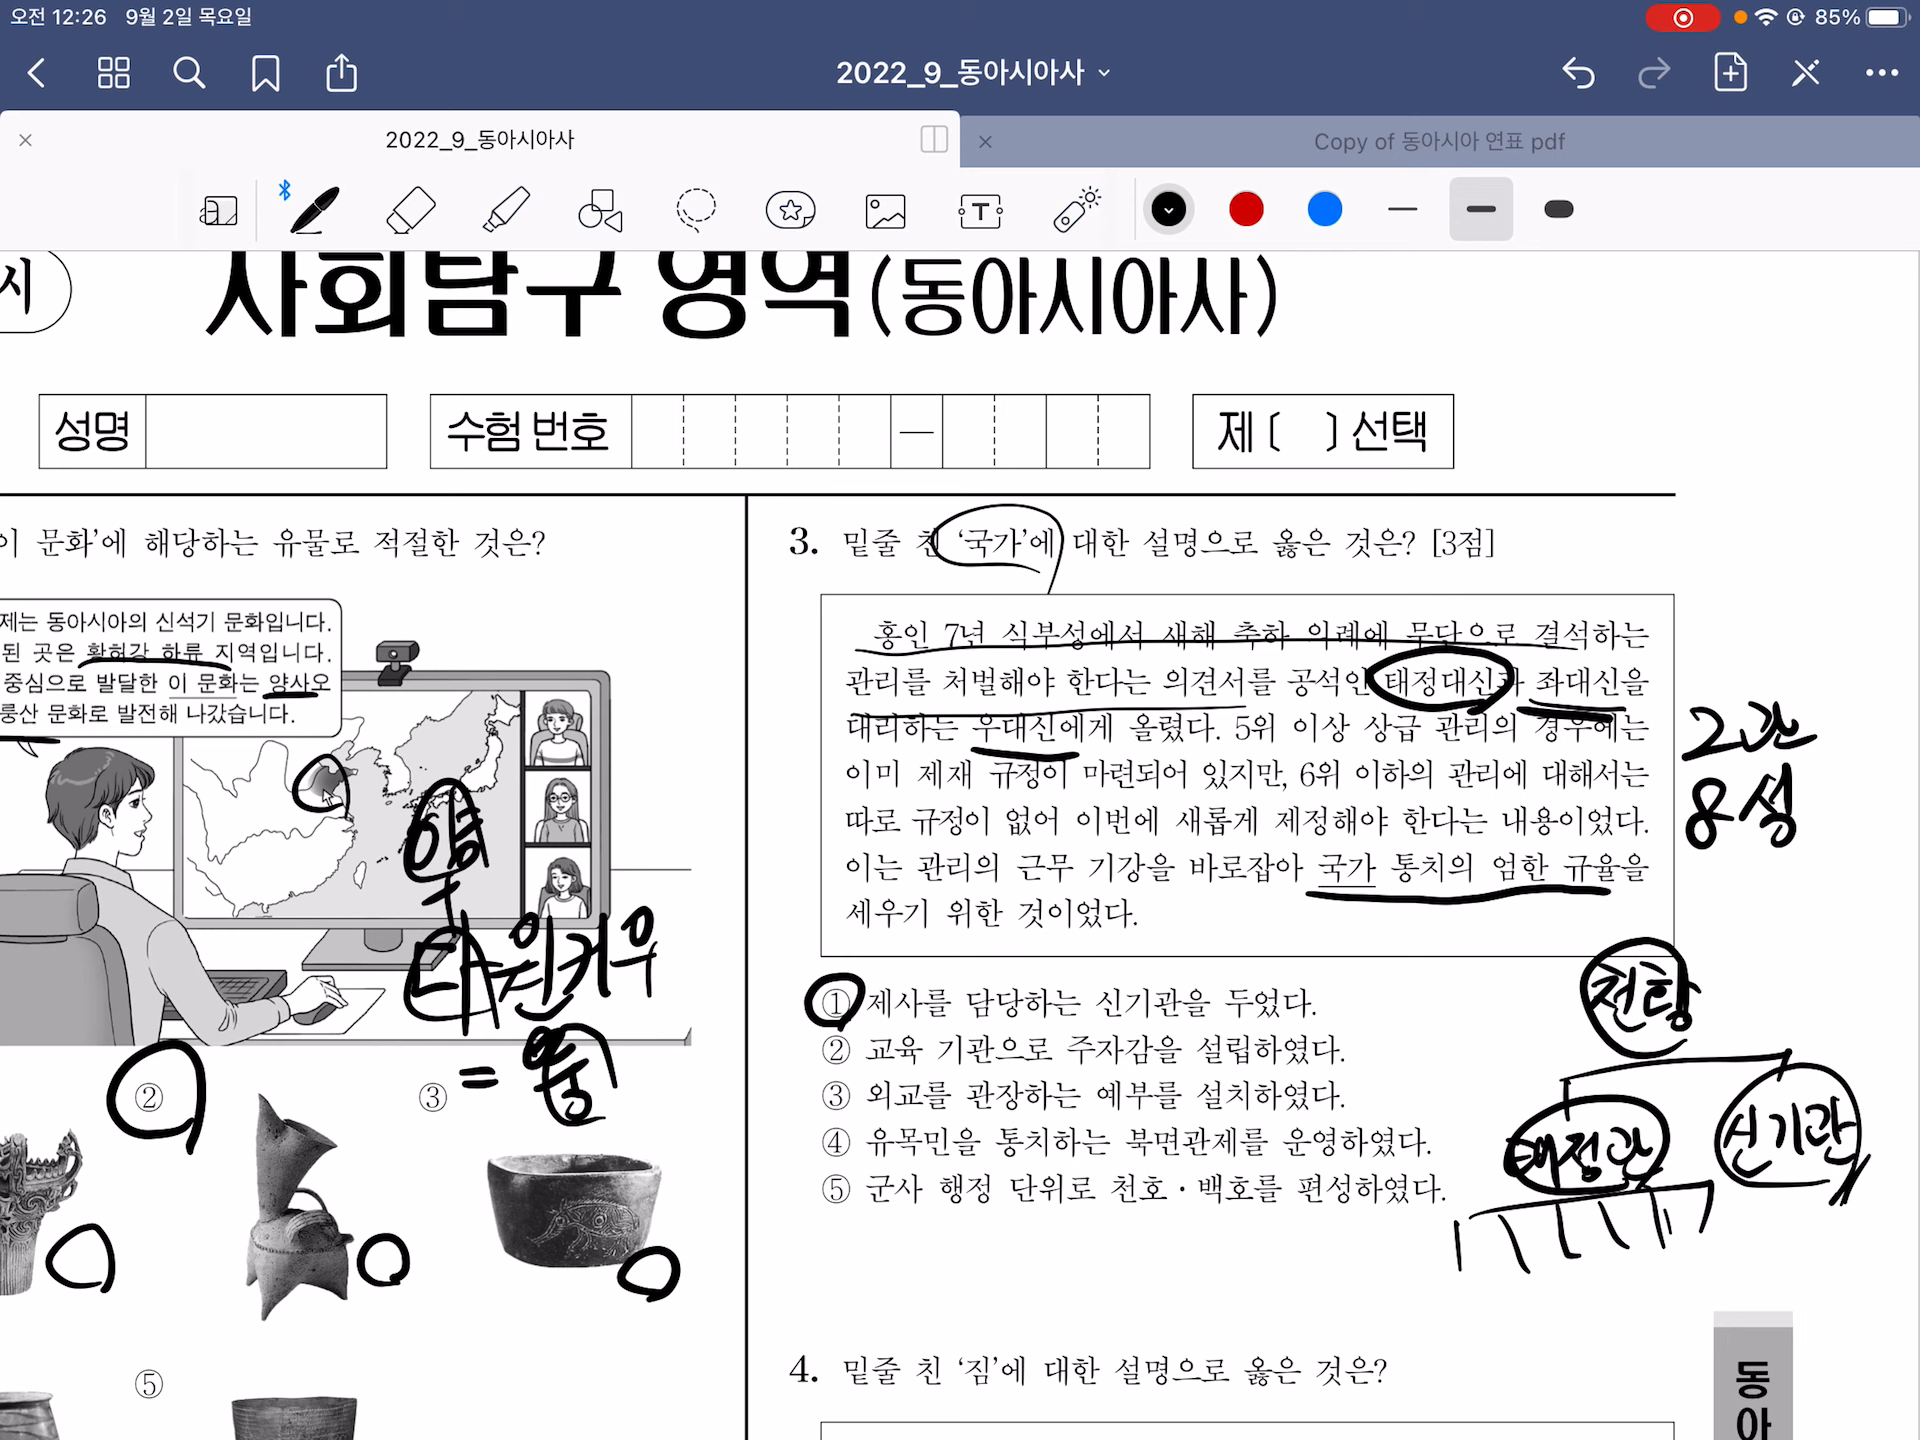 오전 12:26 9월 2일 목요일
85%
2022_9_동아시아사
2022_9_동아시아사
Copy of 동아시아 연표 pdf
시
사회탐구 영역(동아시아사)
성명
수험 번호
—
제 ( ) 선택
이 문화'에 해당하는 유물로 적절한 것은?
제는 동아시아의 신석기 문화입니다.
된 곳은 황허강 하류 지역입니다.
중심으로 발달한 이 문화는 양사오
룽산 문화로 발전해 나갔습니다.
다원커우
=
②
③
⑤
3. 밑줄 친 '국가'에 대한 설명으로 옳은 것은? [3점]
홍인 7년 식부성에서 새해 축하 의례에 무단으로 결석하는
관리를 처벌해야 한다는 의견서를 공석인 태정대신과 좌대신을
대리하는 우대신에게 올렸다. 5위 이상 상급 관리의 경우에는
이미 제재 규정이 마련되어 있지만, 6위 이하의 관리에 대해서는
따로 규정이 없어 이번에 새롭게 제정해야 한다는 내용이었다.
이는 관리의 근무 기강을 바로잡아 국가 통치의 엄한 규율을
세우기 위한 것이었다.
2관
8성
① 제사를 담당하는 신기관을 두었다.
② 교육 기관으로 주자감을 설립하였다.
③ 외교를 관장하는 예부를 설치하였다.
④ 유목민을 통치하는 북면관제를 운영하였다.
⑤ 군사 행정 단위로 천호·백호를 편성하였다.
천황
태정관
신기관
4. 밑줄 친 '짐'에 대한 설명으로 옳은 것은?
동
아